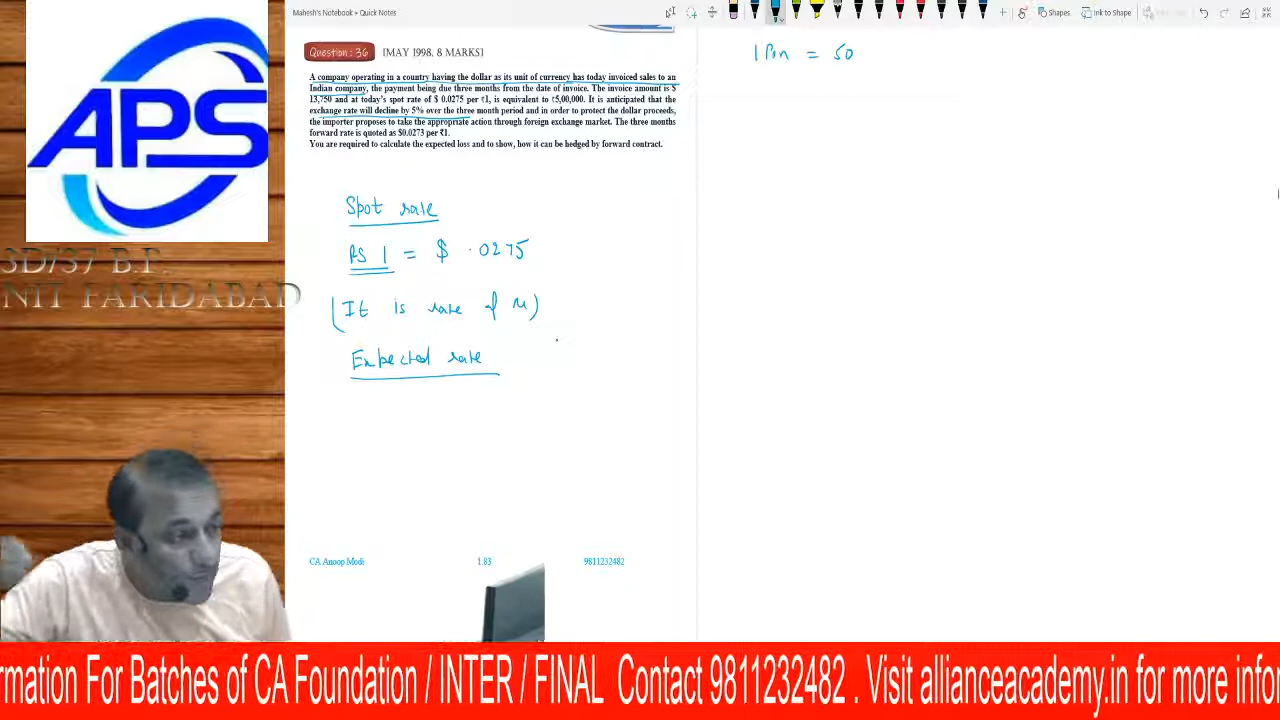 Mahesh's Notebook » Quick Notes
Shapes
Ink to Shape
APS
3D/37 B.P.
NIT FARIDABAD
Question : 36 [MAY 1998, 8 MARKS]
A company operating in a country having the dollar as its unit of currency has today invoiced sales to an
Indian company, the payment being due three months from the date of invoice. The invoice amount is $
13,750 and at today's spot rate of $ 0.0275 per ₹1, is equivalent to ₹5,00,000. It is anticipated that the
exchange rate will decline by 5% over the three month period and in order to protect the dollar proceeds,
the importer proposes to take the appropriate action through foreign exchange market. The three months
forward rate is quoted as $0.0273 per ₹1.
You are required to calculate the expected loss and to show, how it can be hedged by forward contract.
Spot rate
RS 1 = $ .0275
(It is rate of
Expected rate
CA Anoop Modi 1.83 9811232482
1 Pen = 50
rmation For Batches of CA Foundation / INTER / FINAL Contact 9811232482 . Visit allianceacademy.in for more infor